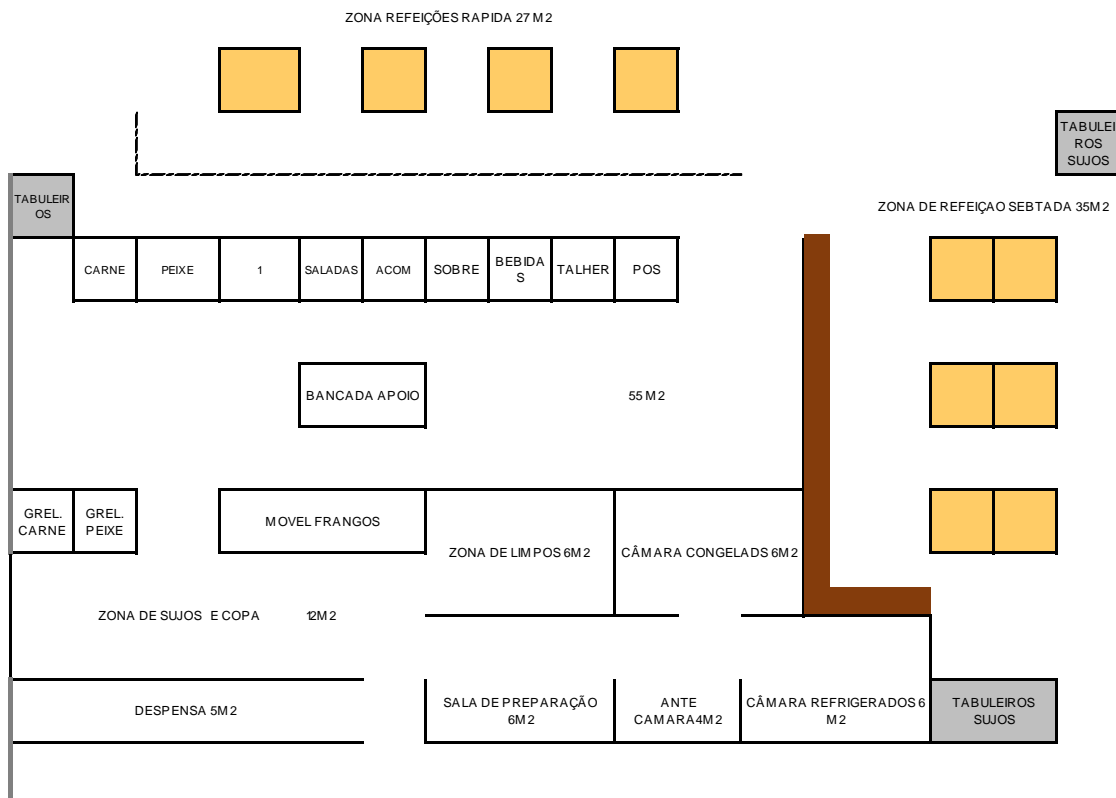 ZONA REFEIÇÕES RAPIDA 27 M2
TABULEI
ROS
SUJOS
TABULEIR
OS
ZONA DE REFEIÇAO SEBTADA 35M2
CARNE
PEIXE
1
SALADAS
ACOM
SOBRE
BEBIDA
S
TALHER
POS
BANCADA APOIO
55 M2
GREL.
CARNE
GREL.
PEIXE
MOVEL FRANGOS
ZONA DE LIMPOS 6M2
CÂMARA CONGELADS 6M2
ZONA DE SUJOS E COPA 12M2
DESPENSA 5M2
SALA DE PREPARAÇÃO
6M2
ANTE
CAMARA4M2
CÂMARA REFRIGERADOS 6
M2
TABULEIROS
SUJOS